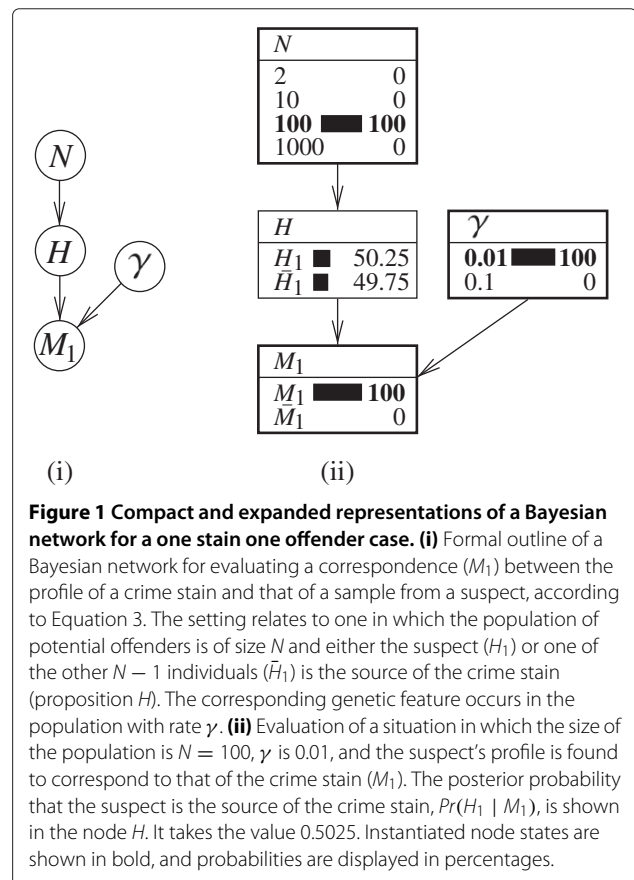 N
H
γ
M₁
(i)
N
2 0
10 0
100 100
1000 0
H
H₁ 50.25
H̄₁ 49.75
γ
0.01 100
0.1 0
M₁
M₁ 100
M̄₁ 0
(ii)
Figure 1 Compact and expanded representations of a Bayesian
network for a one stain one offender case. (i) Formal outline of a
Bayesian network for evaluating a correspondence (M₁) between the
profile of a crime stain and that of a sample from a suspect, according
to Equation 3. The setting relates to one in which the population of
potential offenders is of size N and either the suspect (H₁) or one of
the other N − 1 individuals (H̄₁) is the source of the crime stain
(proposition H). The corresponding genetic feature occurs in the
population with rate γ. (ii) Evaluation of a situation in which the size of
the population is N = 100, γ is 0.01, and the suspect's profile is found
to correspond to that of the crime stain (M₁). The posterior probability
that the suspect is the source of the crime stain, Pr(H₁ | M₁), is shown
in the node H. It takes the value 0.5025. Instantiated node states are
shown in bold, and probabilities are displayed in percentages.